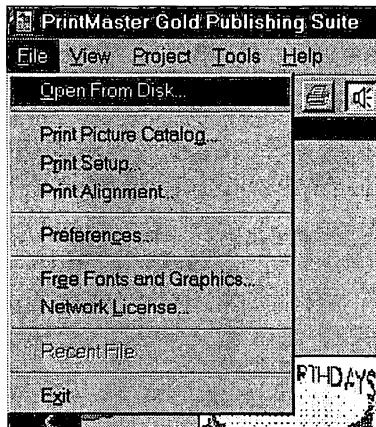 PrintMaster Gold Publishing Suite
File View Project Tools Help
Open From Disk...
Print Picture Catalog...
Print Setup...
Print Alignment...
Preferences...
Free Fonts and Graphics...
Network License...
Recent File
Exit
RTHDAYS